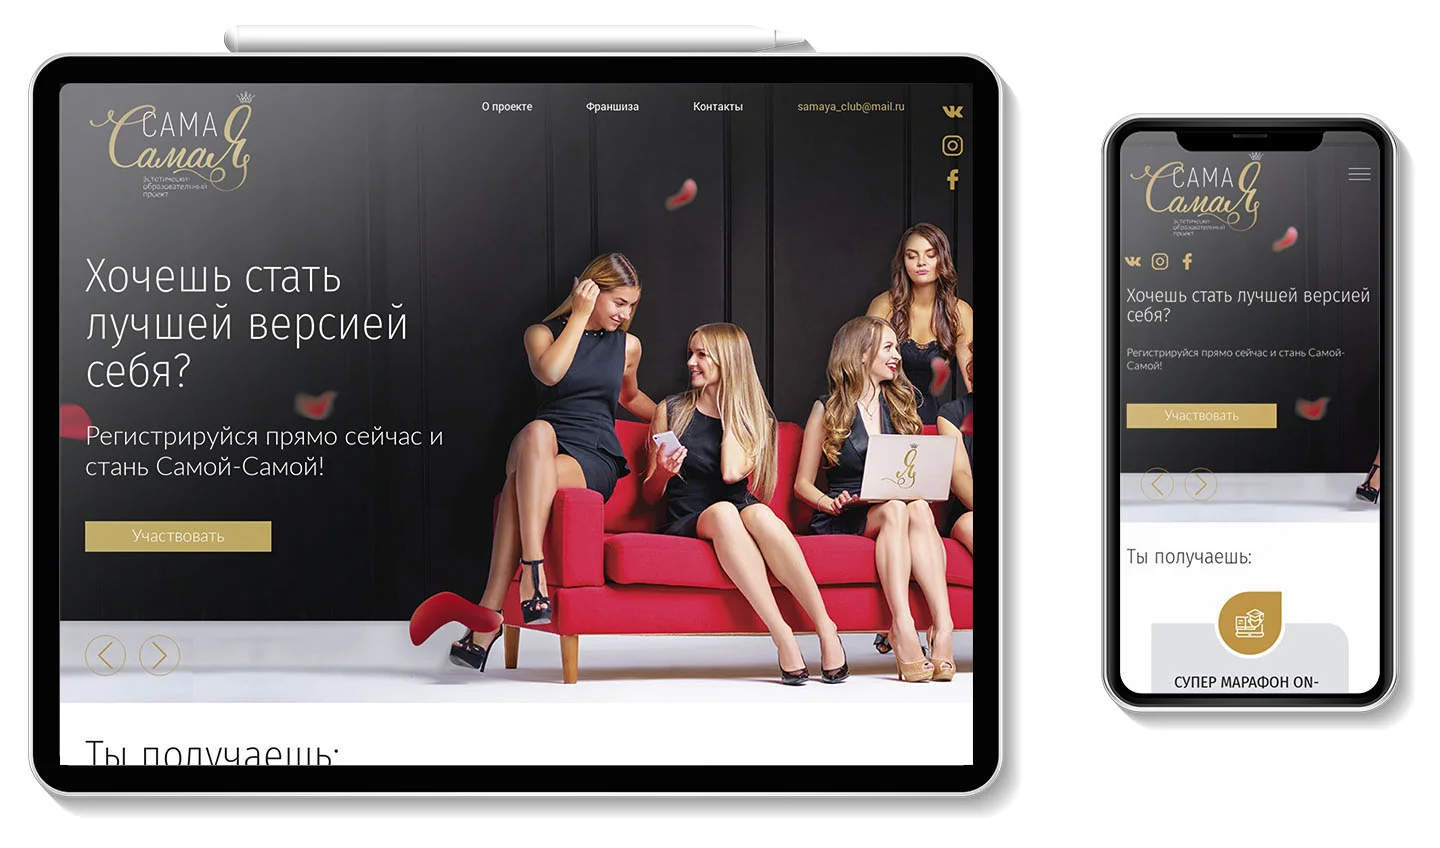 САМА Я
Самая
эстетически-
образовательный
проект
О проекте
Франшиза
Контакты
samaya_club@mail.ru
Хочешь стать
лучшей версией
себя?
Регистрируйся прямо сейчас и
стань Самой-Самой!
Участвовать
Я
Ты получаешь:
САМА Я
Самая
эстетически-
образовательный
проект
Хочешь стать лучшей версией
себя?
Регистрируйся прямо сейчас и стань Самой-
Самой!
Участвовать
Ты получаешь:
СУПЕР МАРАФОН ON-